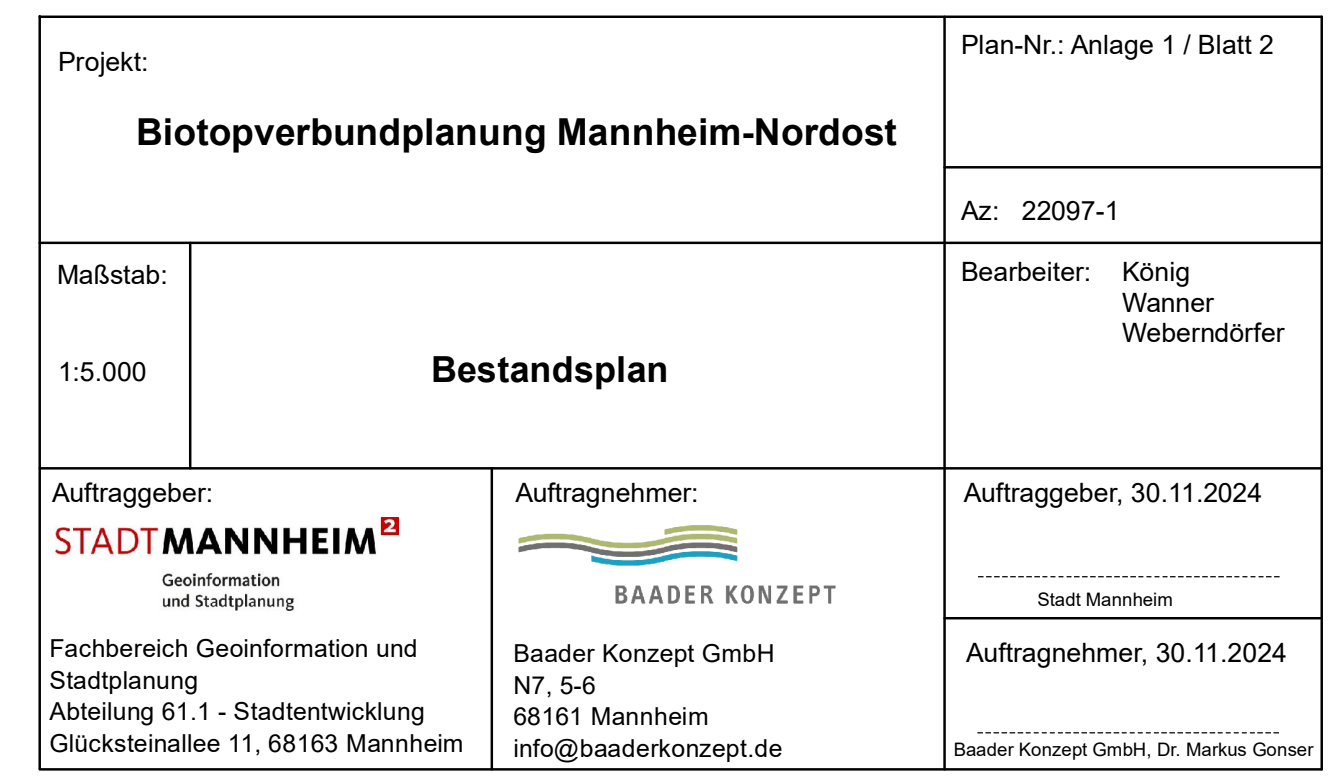 Projekt:
Biotopverbundplanung Mannheim-Nordost
Plan-Nr.: Anlage 1 / Blatt 2
Az: 22097-1
Maßstab:
1:5.000
Bestandsplan
Bearbeiter: König
Wanner
Weberndörfer
Auftraggeber:
STADTMANNHEIM²
Geoinformation
und Stadtplanung
Fachbereich Geoinformation und
Stadtplanung
Abteilung 61.1 - Stadtentwicklung
Glücksteinallee 11, 68163 Mannheim
Auftragnehmer:
BAADER KONZEPT
Baader Konzept GmbH
N7, 5-6
68161 Mannheim
info@baaderkonzept.de
Auftraggeber, 30.11.2024
Stadt Mannheim
Auftragnehmer, 30.11.2024
Baader Konzept GmbH, Dr. Markus Gonser